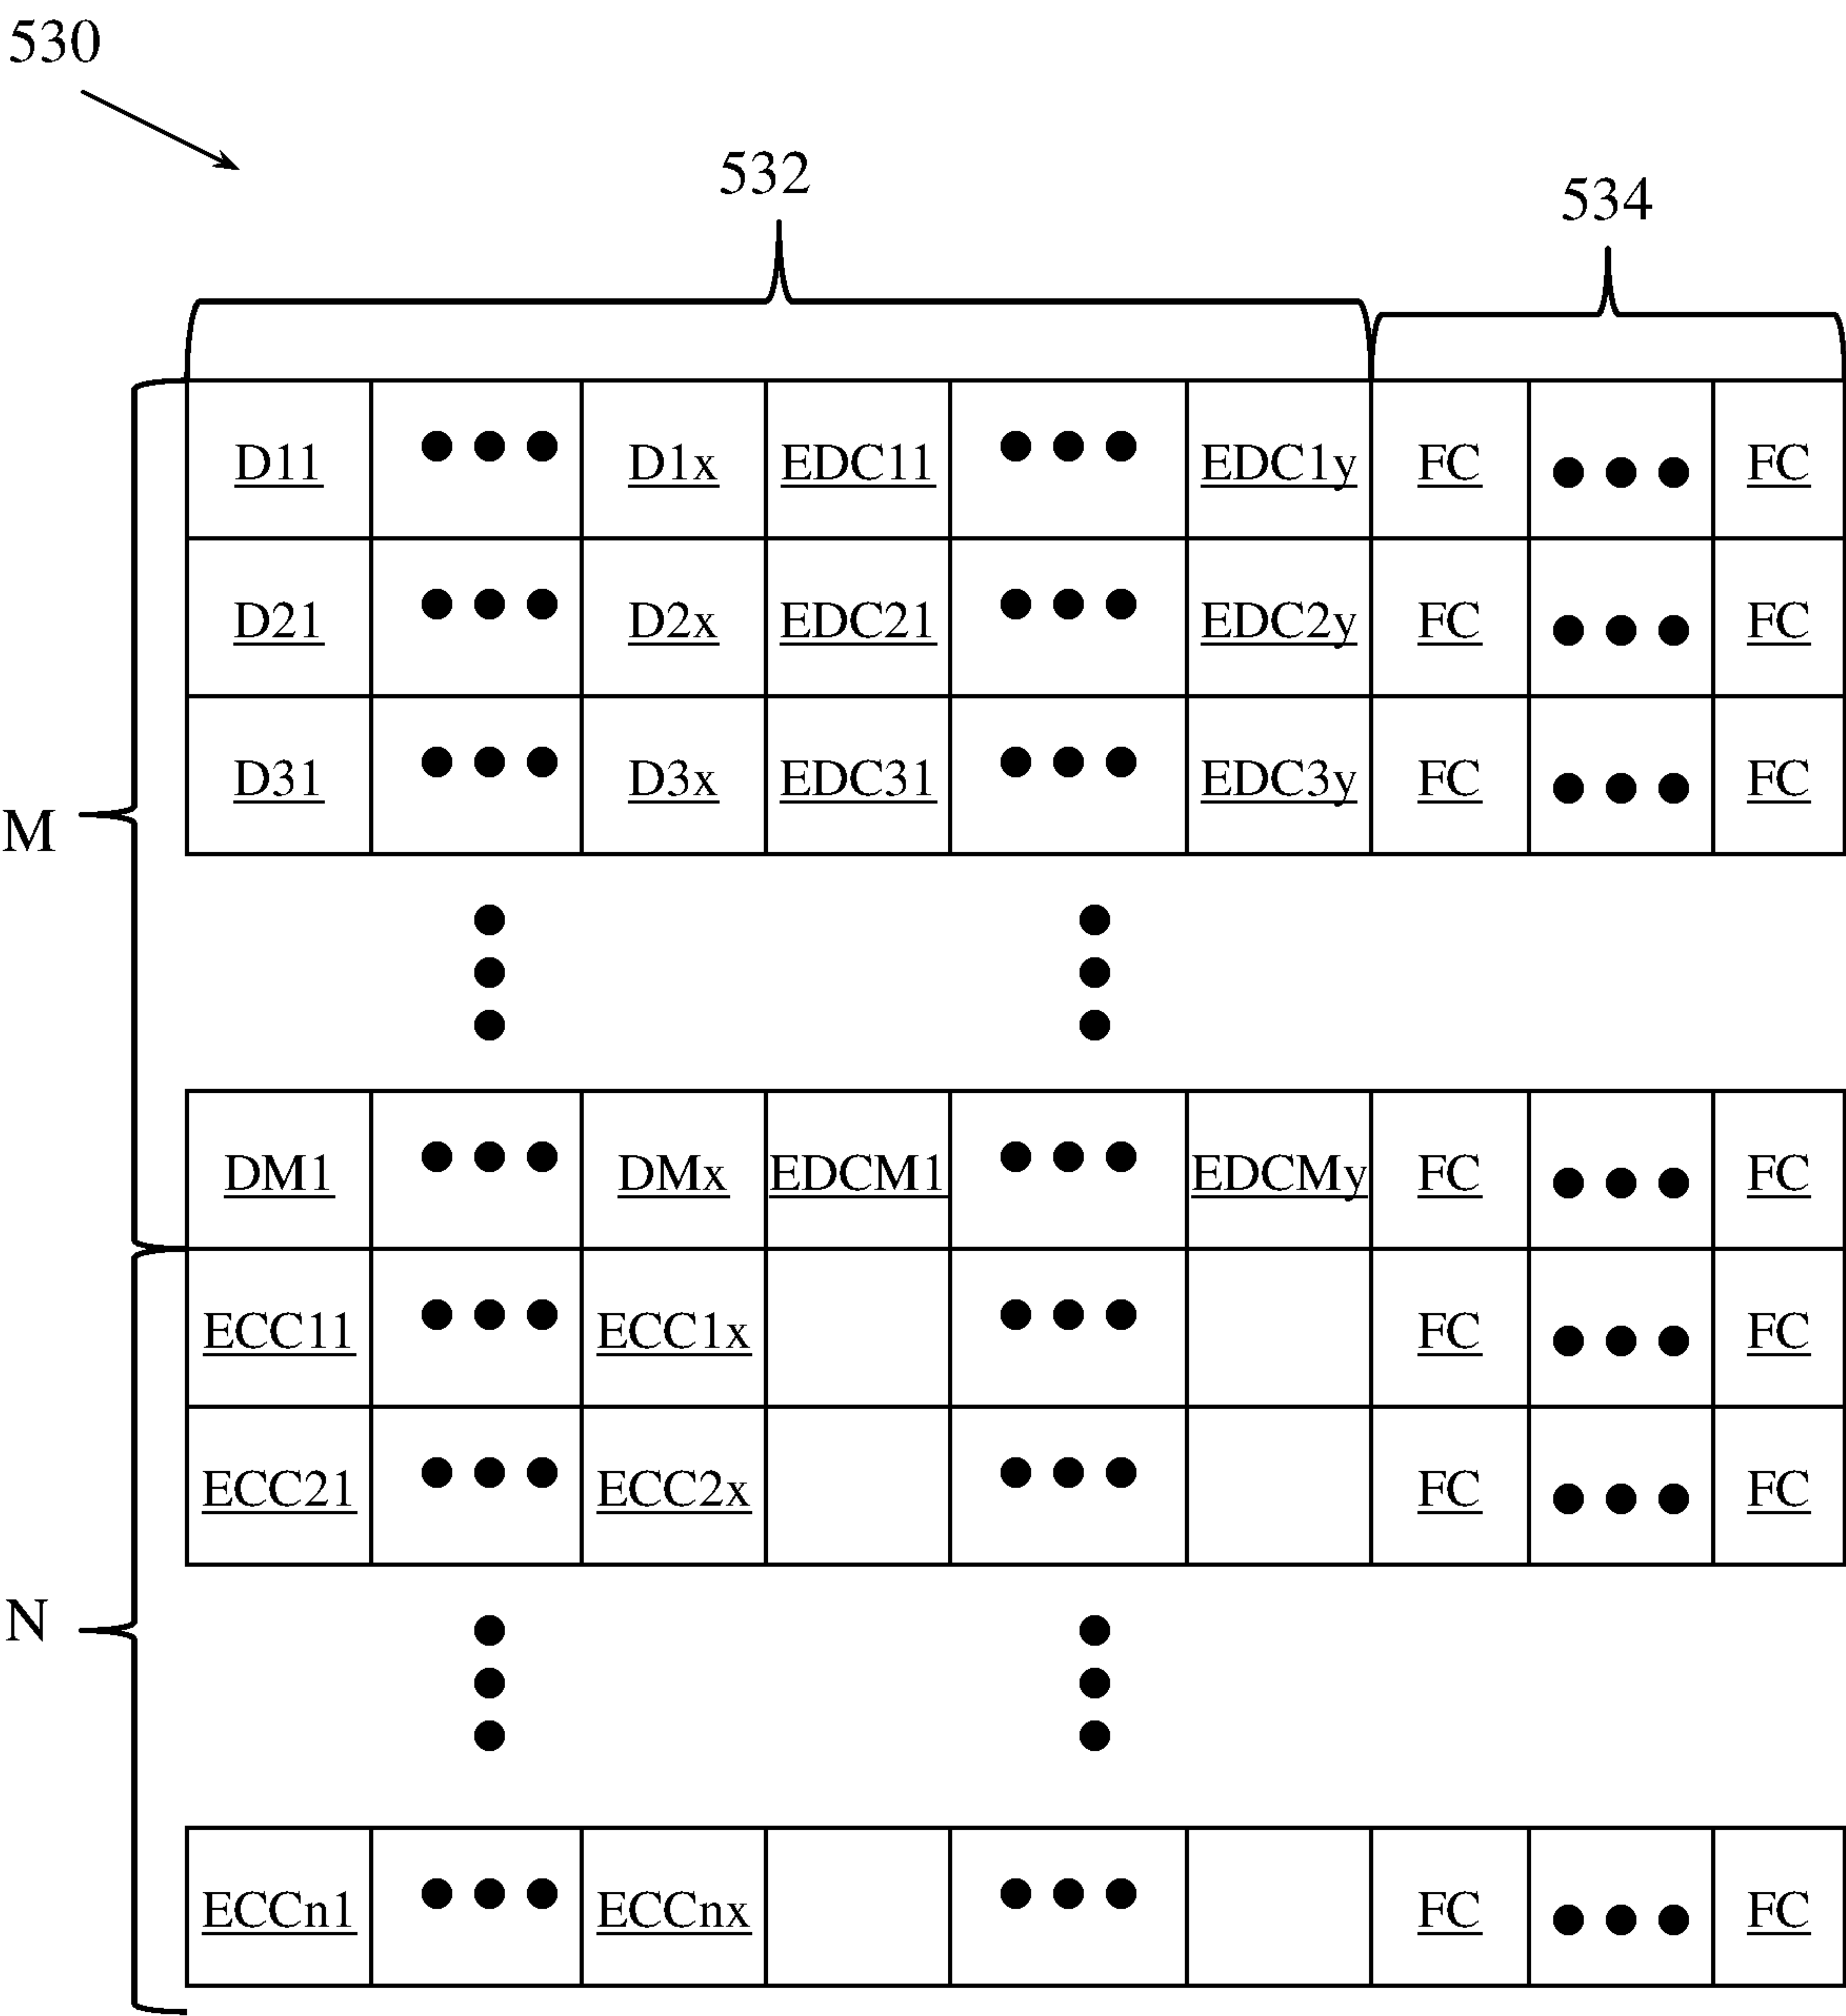 530
532
534
D11 ●●● D1x EDC11 ●●● EDC1y FC ●●● FC
D21 ●●● D2x EDC21 ●●● EDC2y FC ●●● FC
D31 ●●● D3x EDC31 ●●● EDC3y FC ●●● FC
M
DM1 ●●● DMx EDCM1 ●●● EDCMy FC ●●● FC
ECC11 ●●● ECC1x ●●● FC ●●● FC
ECC21 ●●● ECC2x ●●● FC ●●● FC
N
ECCn1 ●●● ECCnx ●●● FC ●●● FC